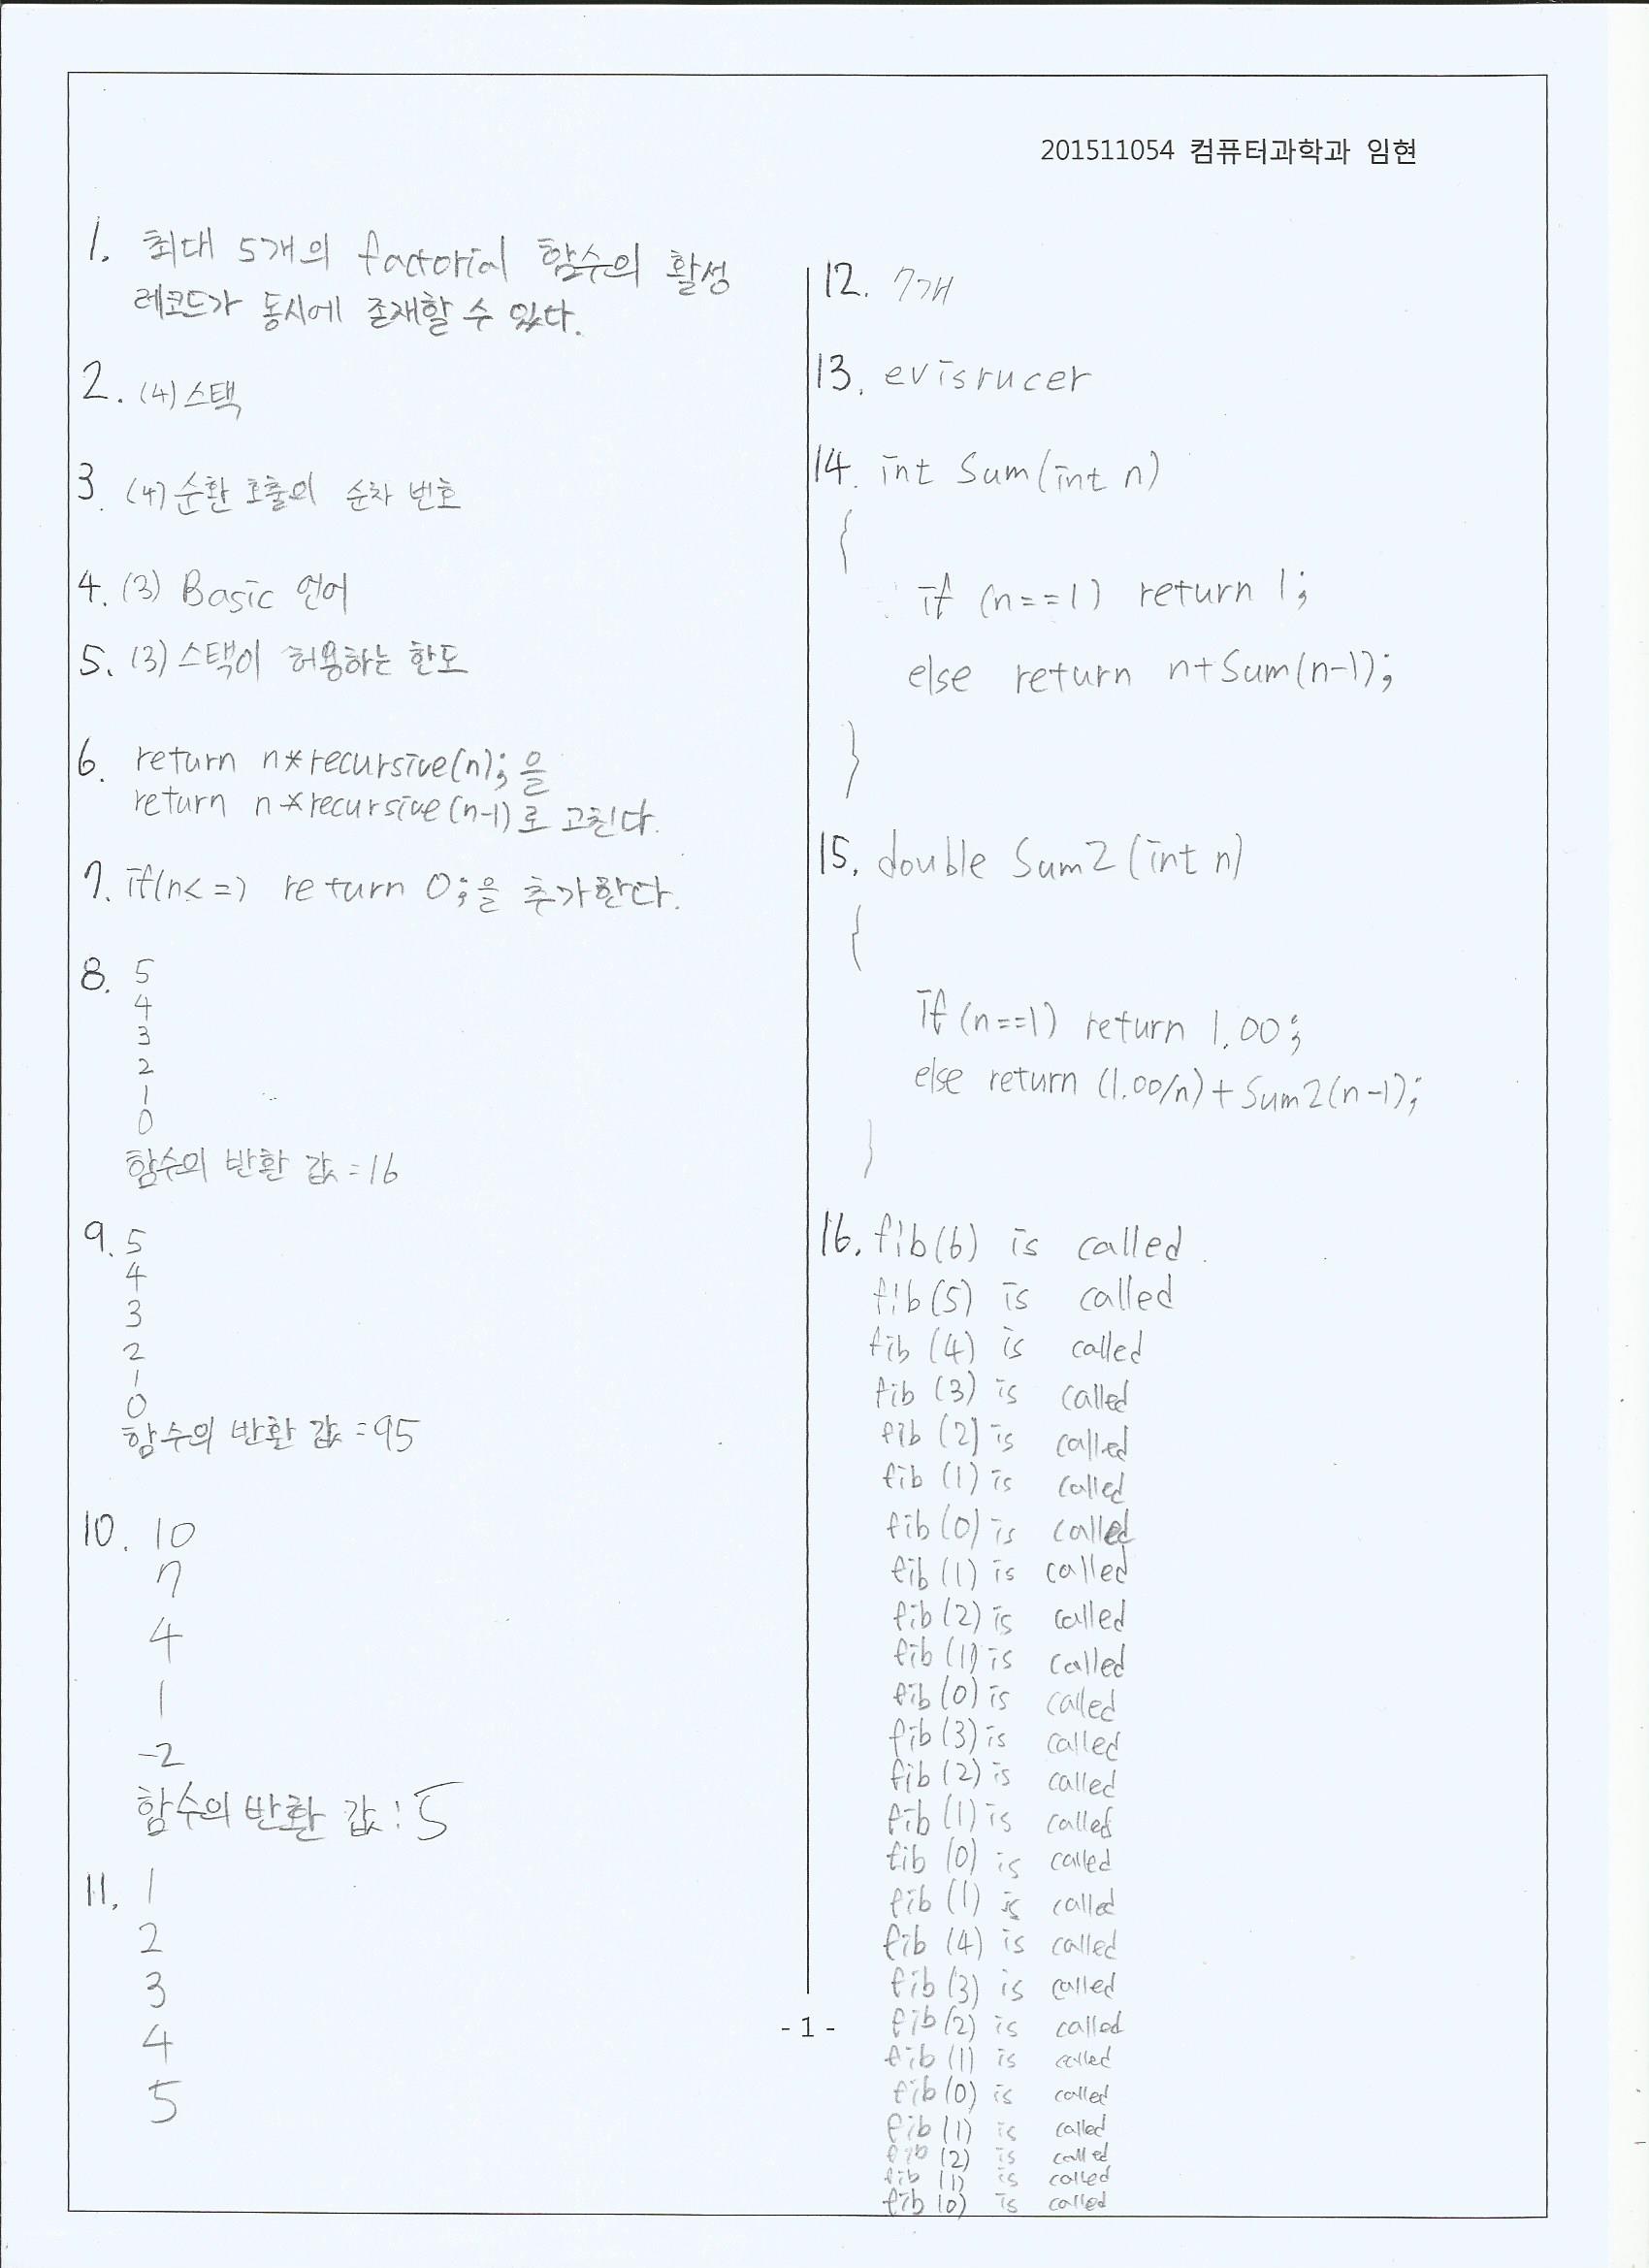 201511054 컴퓨터과학과 임현
1. 최대 5개의 factorial 함수의 활성
레코드가 동시에 존재할 수 있다.
2. (4) 스택
3. (4) 순환 호출의 순차 번호
4. (3) Basic 언어
5. (3) 스택이 허용하는 한도
6. return n*recursive(n);을
return n*recursive(n-1)로 고친다.
7. if(n<=) return 0;을 추가한다.
8. 5
4
3
2
1
0
함수의 반환 값=16
9. 5
4
3
2
1
0
함수의 반환 값=95
10. 10
7
4
1
-2
함수의 반환 값:5
11. 1
2
3
4
5
12. 7개
13. evisrucer
14. int Sum(int n)
{
if (n==1) return 1;
else return n+Sum(n-1);
}
15. double Sum2(int n)
{
If (n==1) return 1.00;
else return (1.00/n)+Sum2(n-1);
}
16. fib(6) is called.
fib(5) is called
fib (4) is called
fib (3) is called
fib (2) is called
fib (1) is called
fib (0) is called
fib (1) is called
fib (2) is called
fib (1) is called
fib (0) is called
fib (3) is called
fib (2) is called
fib (1) is called
fib (0) is called
fib (1) is called
fib (4) is called
fib (3) is called
fib (2) is called
fib (1) is called
fib (0) is called
fib (1) is called
fib (2) is called
fib (1) is called
fib (0) is called
- 1 -